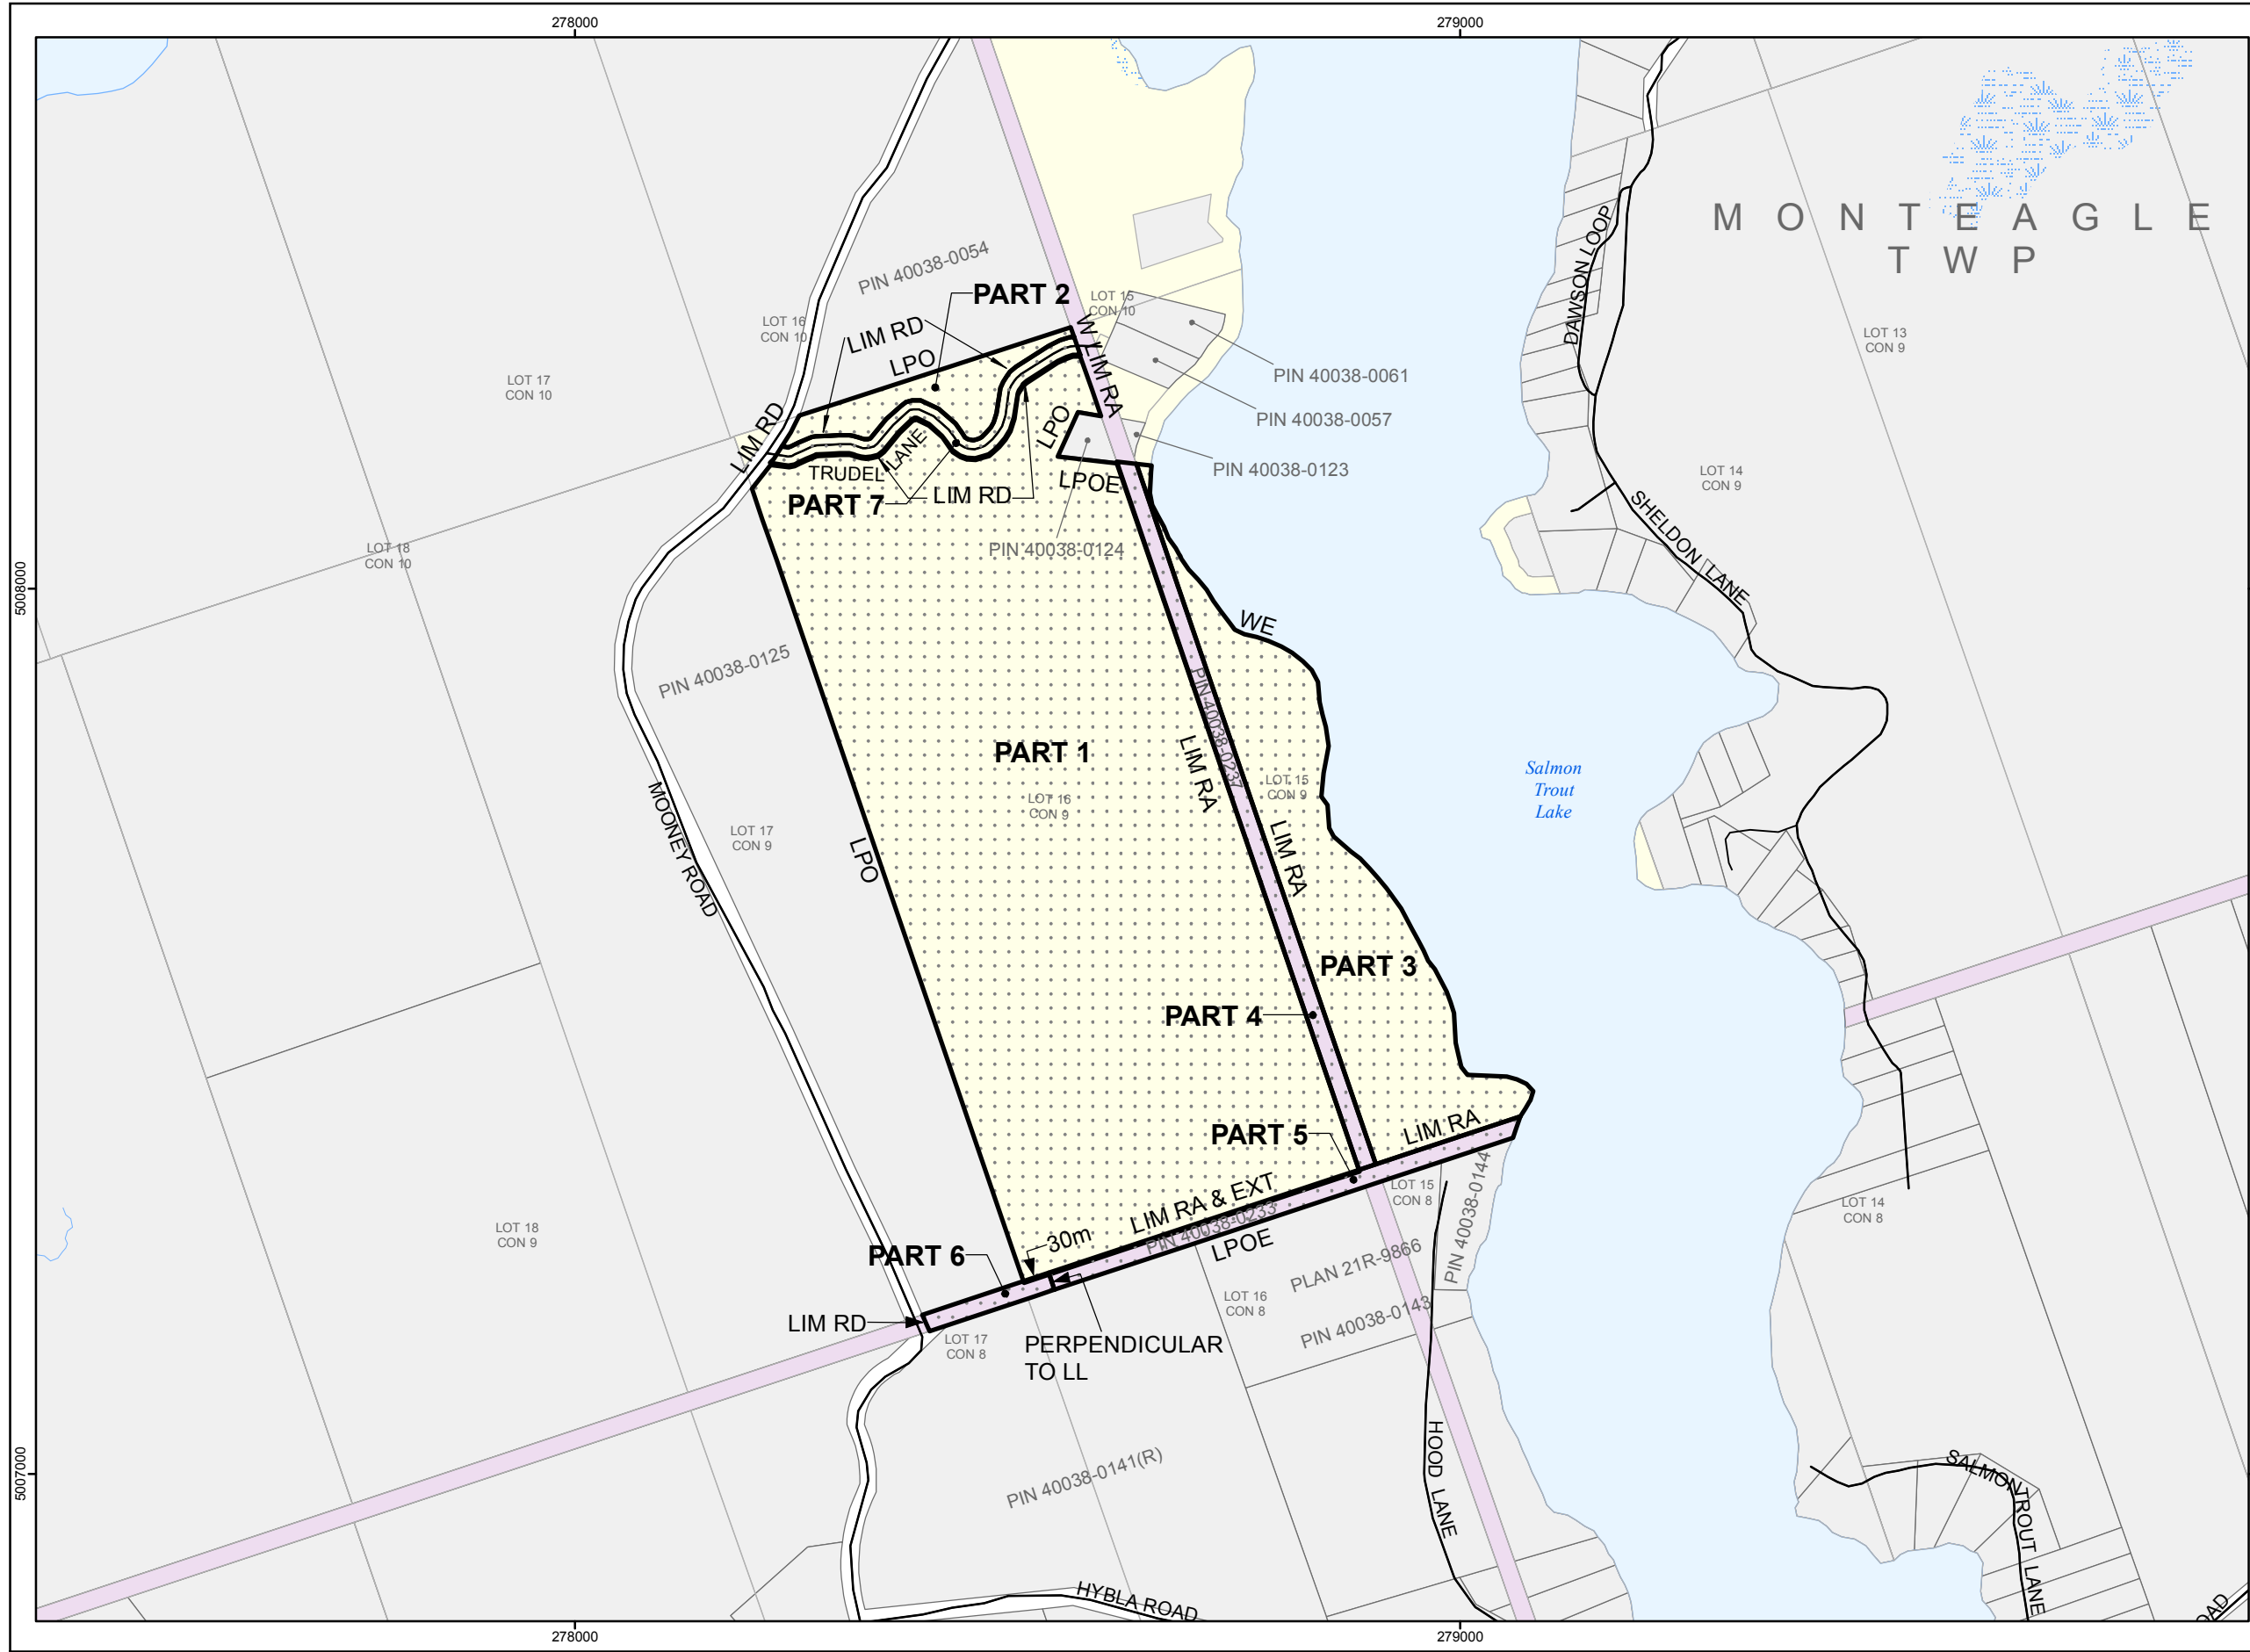 278000
279000
MONTEAGLE
TWP
DAWSON LOOP
PIN 40038-0054
PART 2
LOT 15
CON 10
LOT 16
CON 10
LIM RD
LPO
W LIM RA
LOT 13
CON 9
PIN 40038-0061
LOT 17
CON 10
PIN 40038-0057
LIM RD
LPO
TRUDEL LANE
PIN 40038-0123
LOT 14
CON 9
LPOE
PART 7
LIM RD
SHELDON LANE
PIN 40038-0124
LOT 18
CON 10
5008000
WE
PIN 40038-0125
PIN 40038-0237
PART 1
LIM RA
LOT 15
CON 9
Salmon
Trout
Lake
LOT 16
CON 9
MOONEY ROAD
LOT 17
CON 9
LPO
LIM RA
PART 3
PART 4
PART 5
LIM RA
LIM RA & EXT
PIN 40038-0233
LPOE
LOT 15
CON 8
PIN 40038-0144
LOT 14
CON 8
LOT 18
CON 9
PART 6
30m
PLAN 21R-9866
LOT 16
CON 8
PIN 40038-0143
LIM RD
LOT 17
CON 8
PERPENDICULAR
TO LL
HOOD LANE
5007000
PIN 40038-0141(R)
SALMON TROUT LANE
HYBLA ROAD
OAD
278000
279000